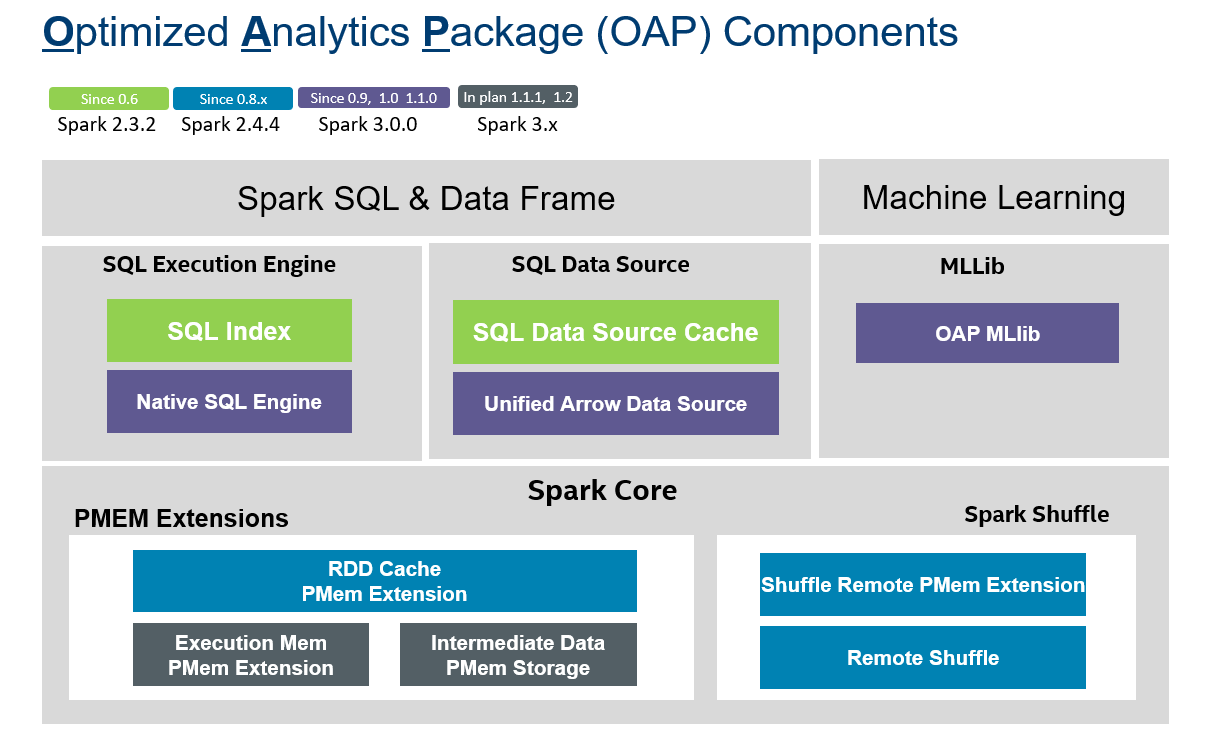 Optimized Analytics Package (OAP) Components
Since 0.6
Since 0.8.x
Since 0.9, 1.0 1.1.0
In plan 1.1.1, 1.2
Spark 2.3.2
Spark 2.4.4
Spark 3.0.0
Spark 3.x
Spark SQL & Data Frame
Machine Learning
SQL Execution Engine
SQL Index
Native SQL Engine
SQL Data Source
SQL Data Source Cache
Unified Arrow Data Source
MLLib
OAP MLlib
Spark Core
PMEM Extensions
RDD Cache
PMem Extension
Execution Mem
PMem Extension
Intermediate Data
PMem Storage
Spark Shuffle
Shuffle Remote PMem Extension
Remote Shuffle